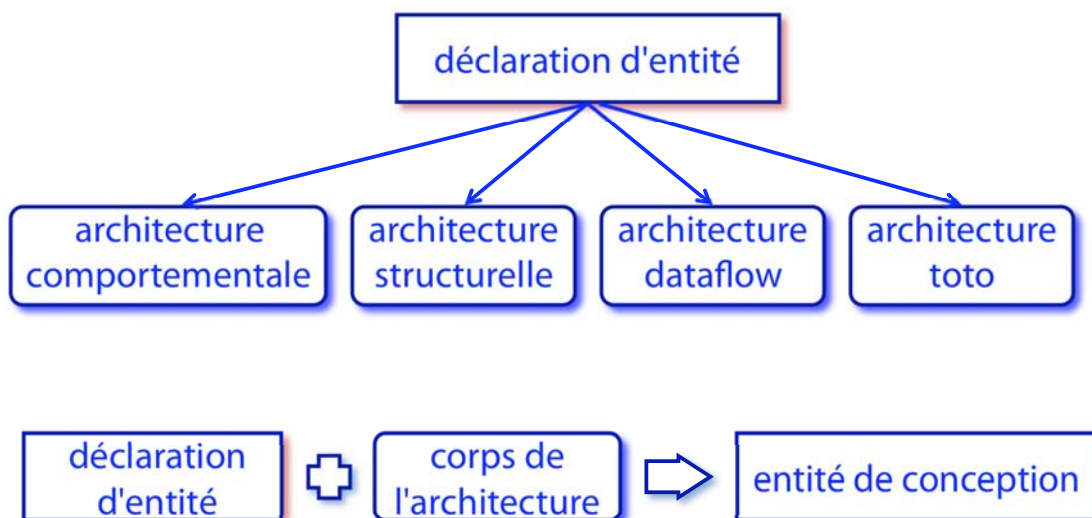 déclaration d'entité
architecture
comportementale
architecture
structurelle
architecture
dataflow
architecture
toto
déclaration
d'entité
corps de
l'architecture
entité de conception